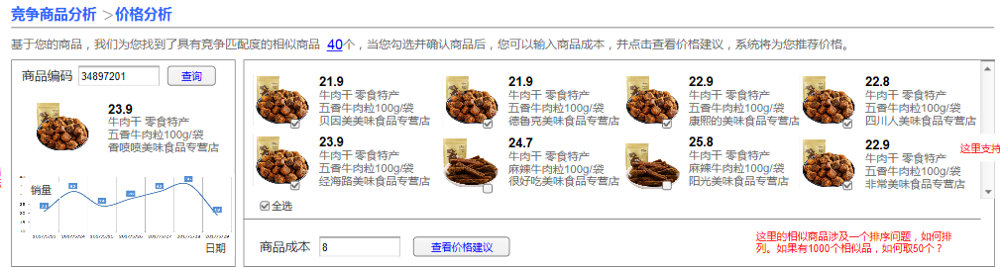 竞争商品分析 ＞价格分析
基于您的商品，我们为您找到了具有竞争匹配度的相似商品 40个，当您勾选并确认商品后，您可以输入商品成本，并点击查看价格建议，系统将为您推荐价格。
商品编码 34897201 查询
23.9
牛肉干 零食特产
五香牛肉粒100g/袋
香喷喷美味食品专营店
销量
日期
21.9
牛肉干 零食特产
五香牛肉粒100g/袋
贝因美美味食品专营店
21.9
牛肉干 零食特产
五香牛肉粒100g/袋
德鲁克美味食品专营店
22.9
牛肉干 零食特产
五香牛肉粒100g/袋
康熙的美味食品专营店
22.8
牛肉干 零食特产
五香牛肉粒100g/袋
四川人美味食品专营店
23.9
牛肉干 零食特产
五香牛肉粒100g/袋
经海路美味食品专营店
24.7
牛肉干 零食特产
麻辣牛肉粒100g/袋
很好吃美味食品专营店
25.8
牛肉干 零食特产
麻辣牛肉粒100g/袋
阳光美味食品专营店
22.9
牛肉干 零食特产
五香牛肉粒100g/袋
非常美味食品专营店
这里支持
全选
商品成本 8 查看价格建议
这里的相似商品涉及一个排序问题，如何排
列。如果有1000个相似品，如何取50个？